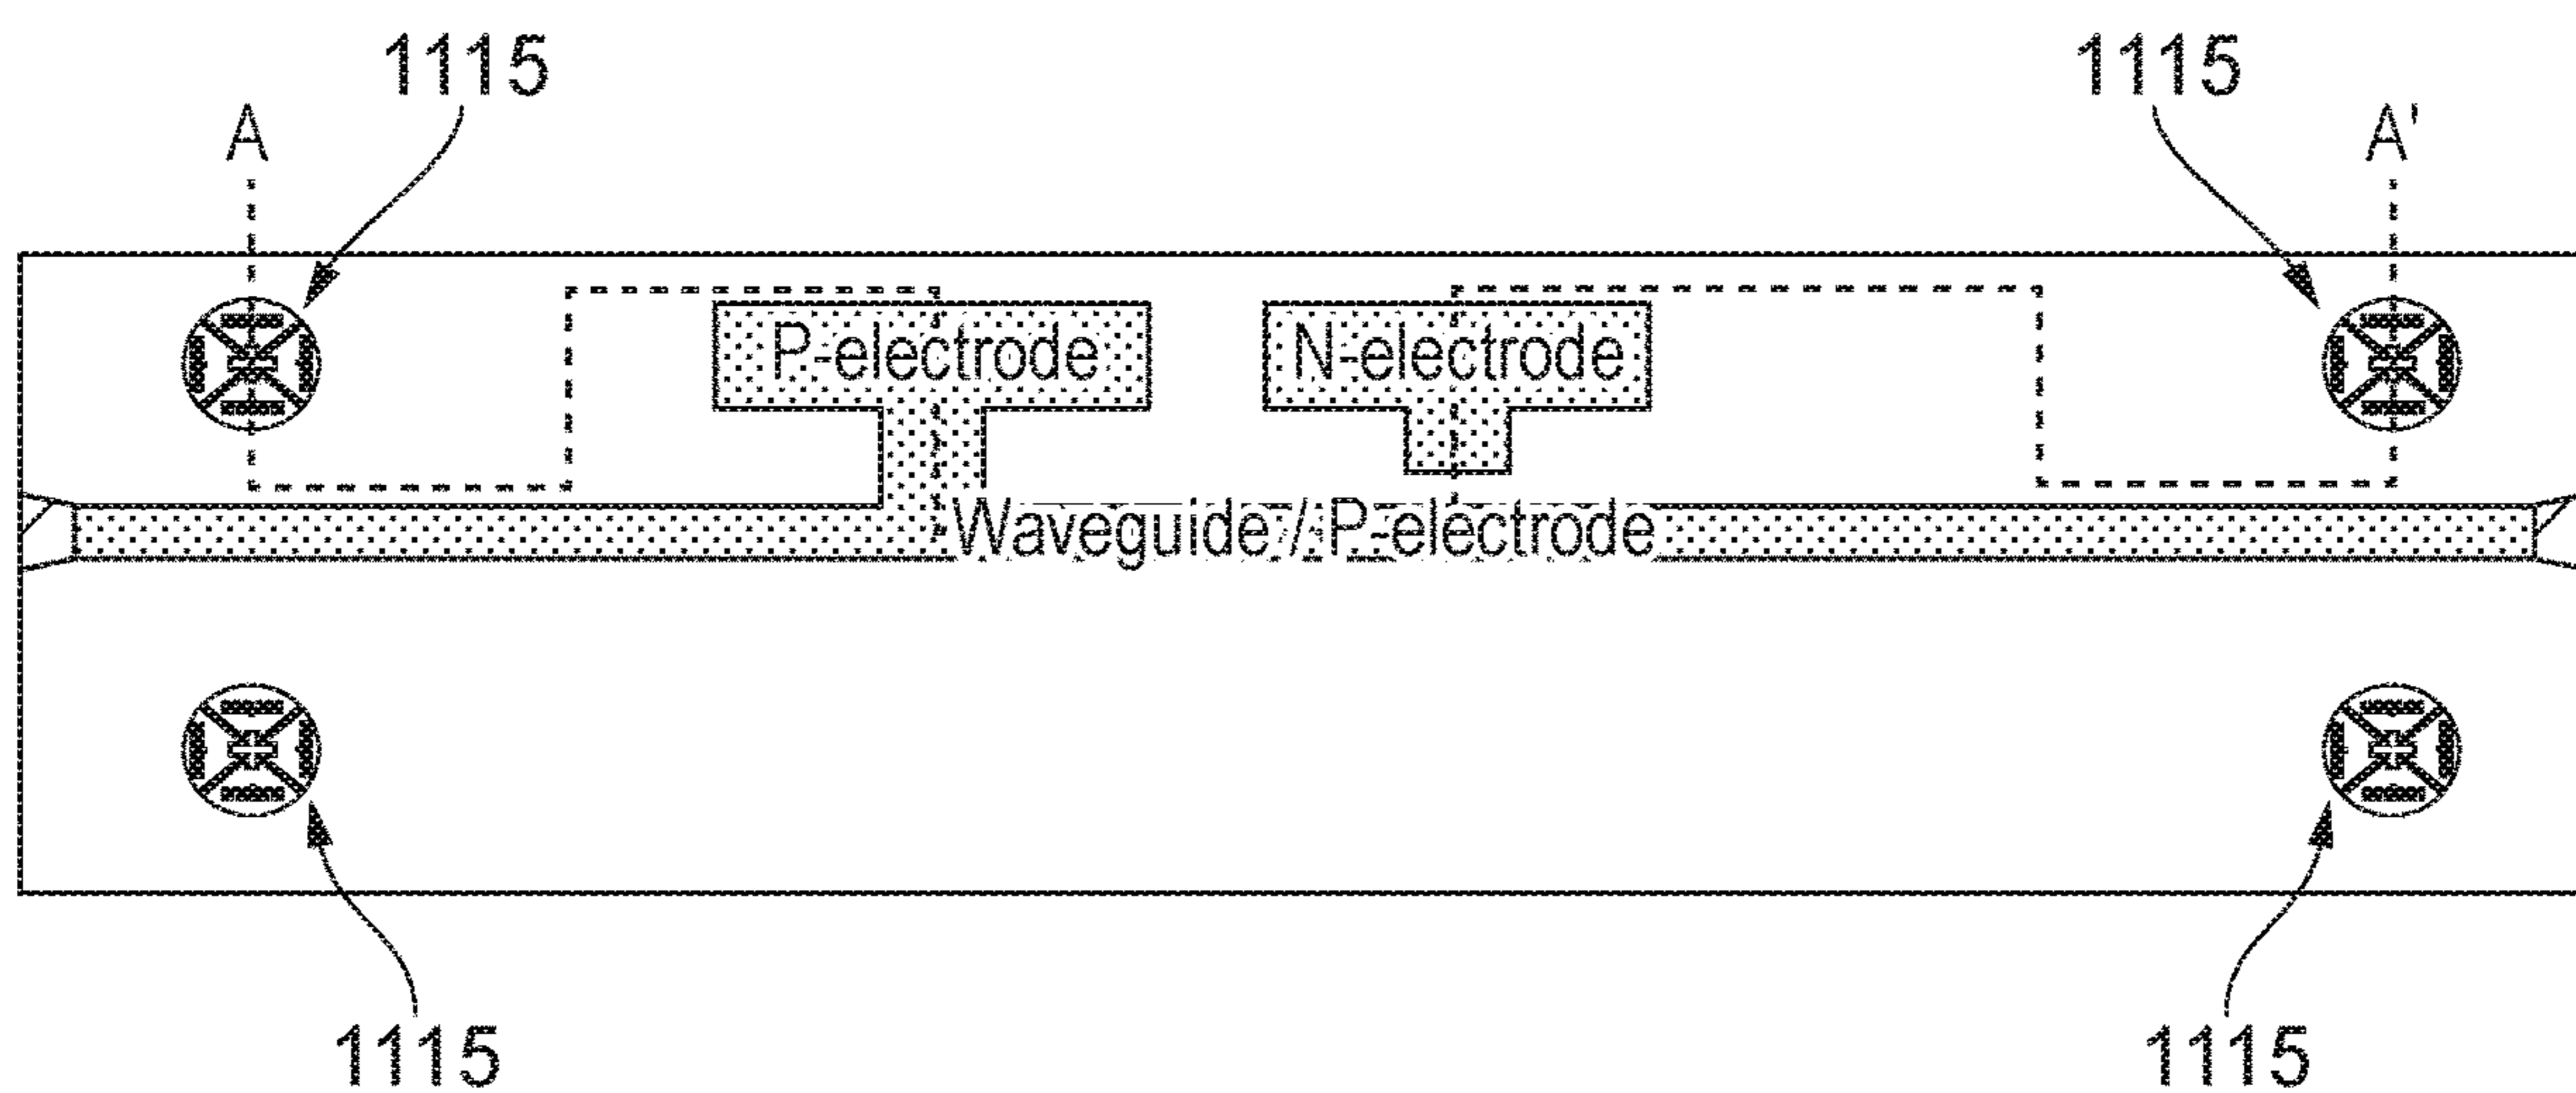 1115 1115
A A'
P-electrode N-electrode
Waveguide / P-electrode
1115 1115